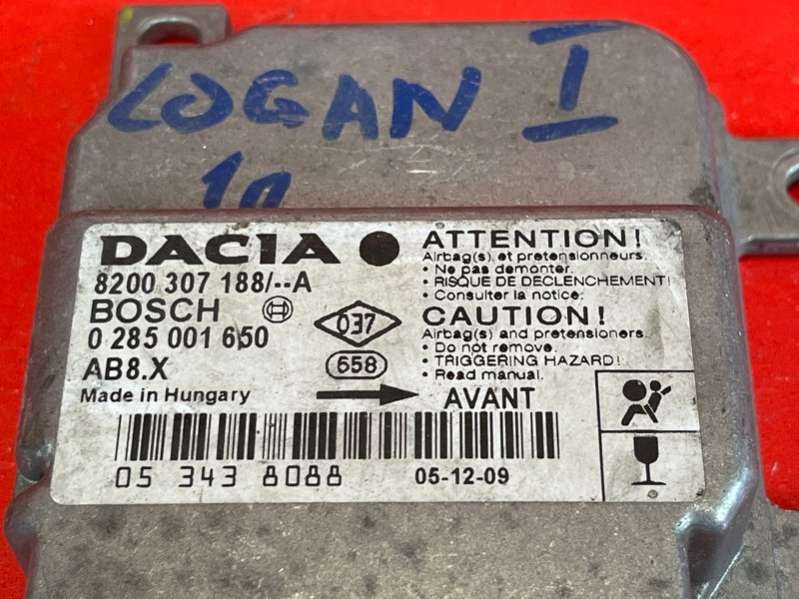 LOGAN I
10
DACIA
8200 307 188/--A
BOSCH
0 285 001 650
AB8.X
Made in Hungary
037
658
ATTENTION!
Airbag(s) et pretensionneurs.
• Ne pas demonter.
• RISQUE DE DECLENCHEMENT!
• Consulter la notice.
CAUTION!
Airbag(s) and pretensioners.
• Do not remove.
• TRIGGERING HAZARD!
• Read manual.
AVANT
05 343 8088
05-12-09